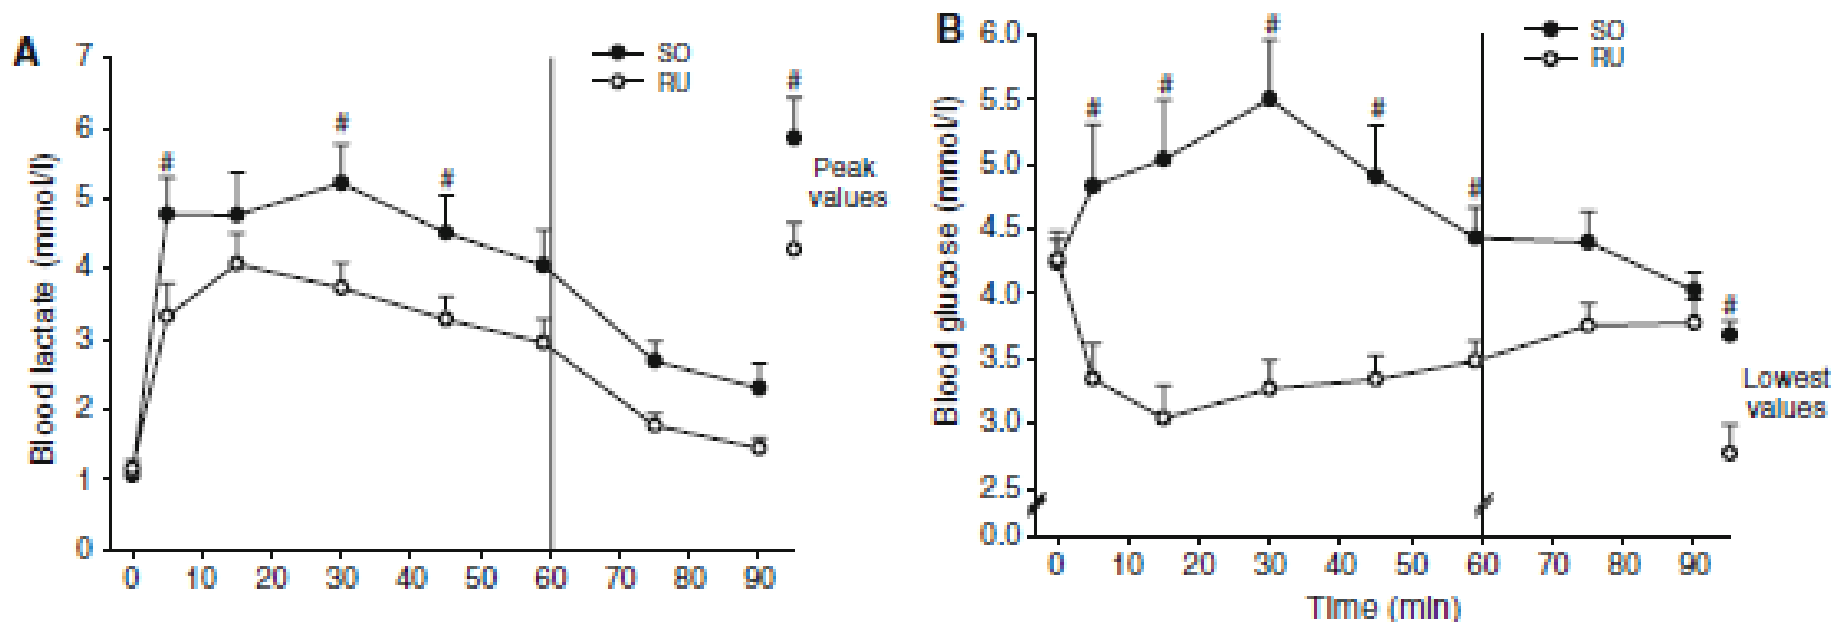 A
SO
RU
7
6
5
4
3
2
1
0
Blood lactate (mmol/l)
#
#
#
#
Peak
values
0 10 20 30 40 50 60 70 80 90
B
SO
RU
6.0
5.5
5.0
4.5
4.0
3.5
3.0
2.5
0.0
Blood glucose (mmol/l)
#
#
#
#
#
#
Lowest
values
0 10 20 30 40 50 60 70 80 90
Time (min)